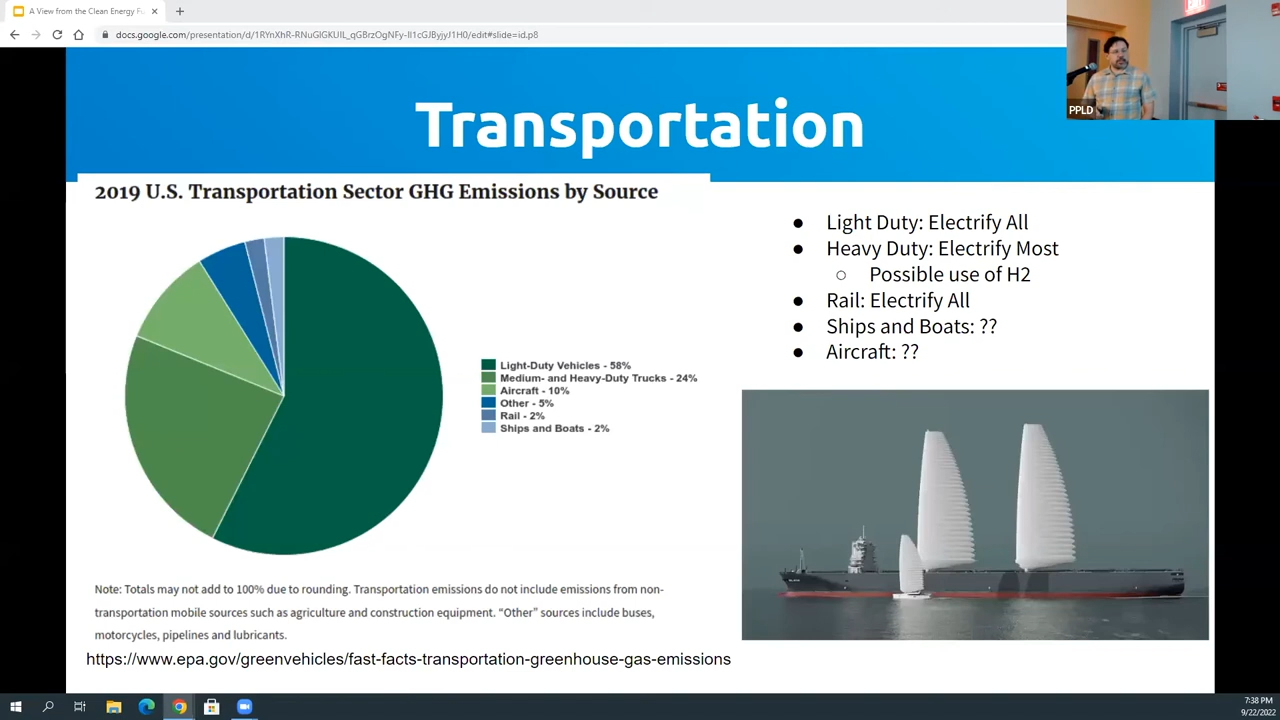 A View from the Clean Energy Fu
docs.google.com/presentation/d/1RYnXhR-RNuGlGKUIL_qGBrzOgNFy-lI1cGJByjyJ1H0/edit#slide=id.p8
EXIT
PPLD
Transportation
2019 U.S. Transportation Sector GHG Emissions by Source
Light-Duty Vehicles - 58%
Medium- and Heavy-Duty Trucks - 24%
Aircraft - 10%
Other - 5%
Rail - 2%
Ships and Boats - 2%
Note: Totals may not add to 100% due to rounding. Transportation emissions do not include emissions from non-
transportation mobile sources such as agriculture and construction equipment. “Other” sources include buses,
motorcycles, pipelines and lubricants.
https://www.epa.gov/greenvehicles/fast-facts-transportation-greenhouse-gas-emissions
● Light Duty: Electrify All
● Heavy Duty: Electrify Most
○ Possible use of H2
● Rail: Electrify All
● Ships and Boats: ??
● Aircraft: ??
7:38 PM
9/22/2022